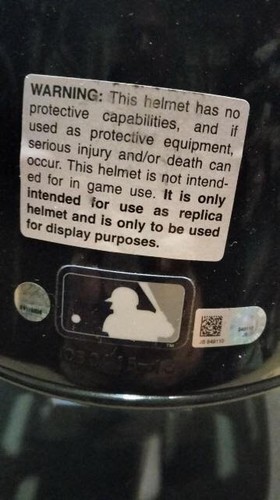 WARNING: This helmet has no
protective capabilities, and if
used as protective equipment,
serious injury and/or death can
occur. This helmet is not intend-
ed for in game use. It is only
intended for use as replica
helmet and is only to be used
for display purposes.